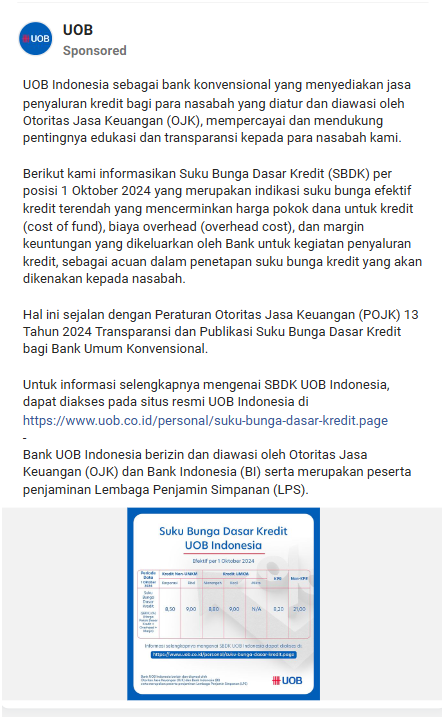 UOB
UOB
Sponsored
UOB Indonesia sebagai bank konvensional yang menyediakan jasa
penyaluran kredit bagi para nasabah yang diatur dan diawasi oleh
Otoritas Jasa Keuangan (OJK), mempercayai dan mendukung
pentingnya edukasi dan transparansi kepada para nasabah kami.
Berikut kami informasikan Suku Bunga Dasar Kredit (SBDK) per
posisi 1 Oktober 2024 yang merupakan indikasi suku bunga efektif
kredit terendah yang mencerminkan harga pokok dana untuk kredit
(cost of fund), biaya overhead (overhead cost), dan margin
keuntungan yang dikeluarkan oleh Bank untuk kegiatan penyaluran
kredit, sebagai acuan dalam penetapan suku bunga kredit yang akan
dikenakan kepada nasabah.
Hal ini sejalan dengan Peraturan Otoritas Jasa Keuangan (POJK) 13
Tahun 2024 Transparansi dan Publikasi Suku Bunga Dasar Kredit
bagi Bank Umum Konvensional.
Untuk informasi selengkapnya mengenai SBDK UOB Indonesia,
dapat diakses pada situs resmi UOB Indonesia di
https://www.uob.co.id/personal/suku-bunga-dasar-kredit.page
-
Bank UOB Indonesia berizin dan diawasi oleh Otoritas Jasa
Keuangan (OJK) dan Bank Indonesia (BI) serta merupakan peserta
penjaminan Lembaga Penjamin Simpanan (LPS).
Suku Bunga Dasar Kredit
UOB Indonesia
Efektif per 1 Oktober 2024
Kredit Non-UMKM
Kredit UMKM
KPR
Non-KPR
Suku
Bunga
Dasar
Kredit
8,50 9,00 8,80 9,00 N/A 8,20 21,00
Informasi selengkapnya mengenai SBDK UOB Indonesia dapat diakses di
https://www.uob.co.id/personal/suku-bunga-dasar-kredit.page
UOB